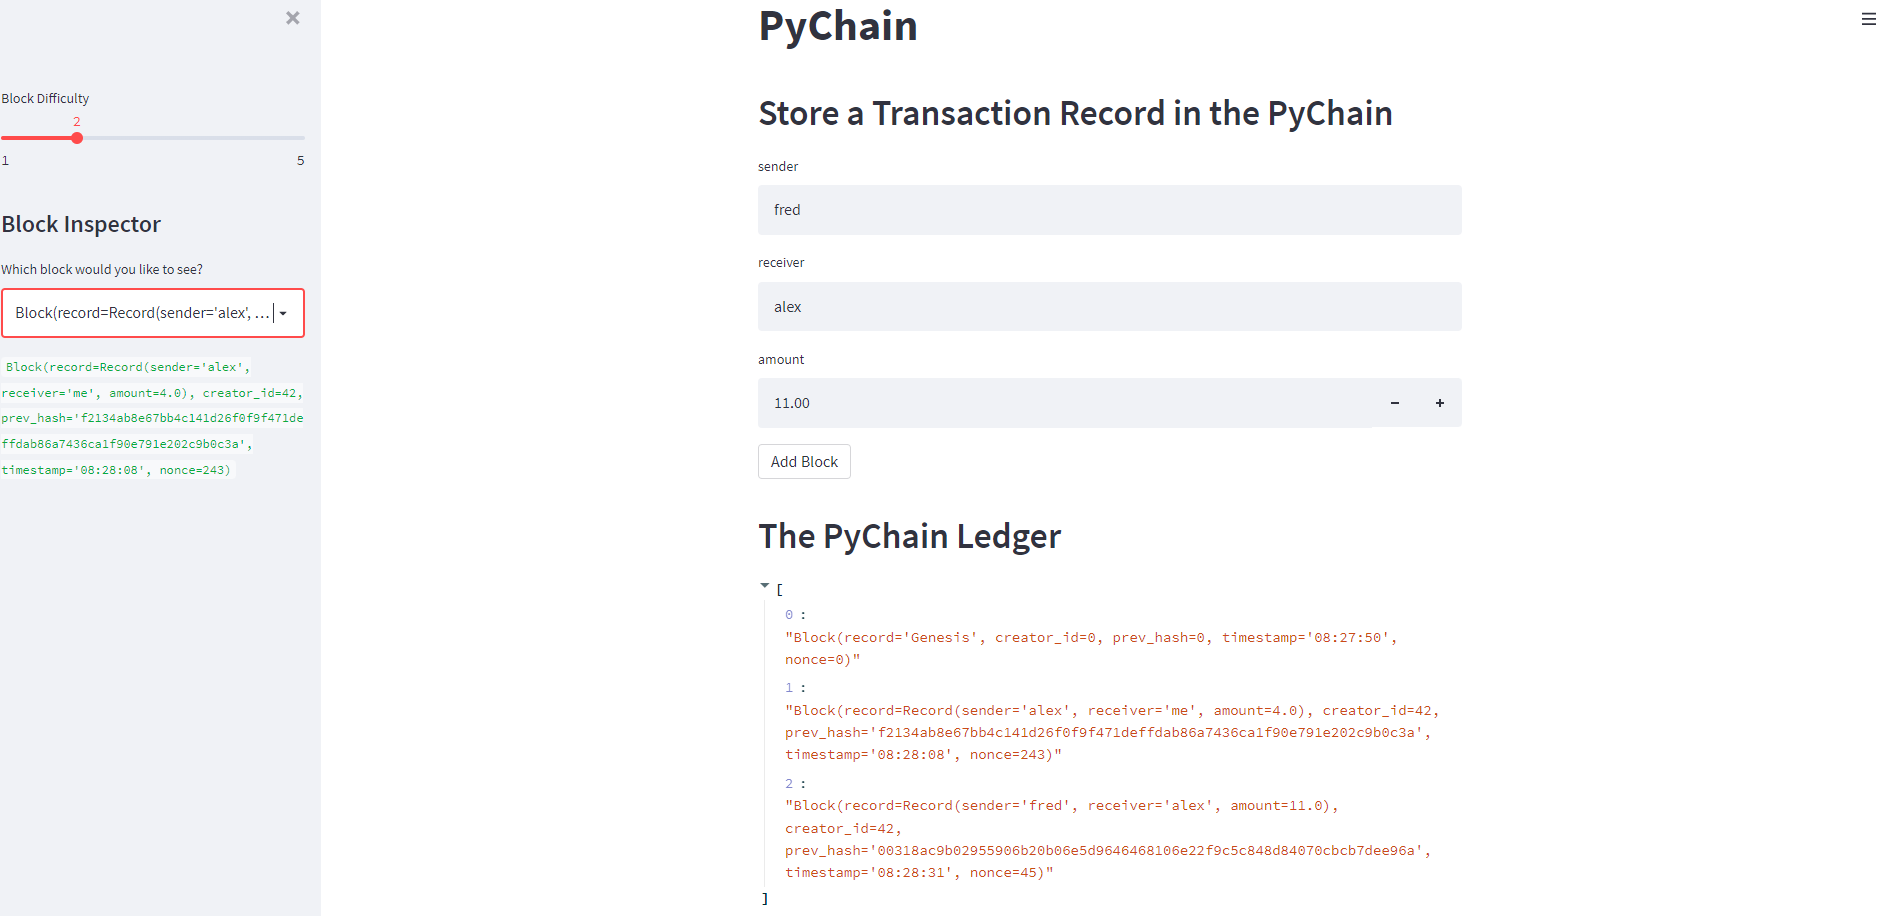 ×
Block Difficulty
2
1 5
Block Inspector
Which block would you like to see?
Block(record=Record(sender='alex', ...
Block(record=Record(sender='alex',
receiver='me', amount=4.0), creator_id=42,
prev_hash='f2134ab8e67bb4c141d26f0f9f471de
ffdab86a7436ca1f90e791e202c9b0c3a',
timestamp='08:28:08', nonce=243)
PyChain
Store a Transaction Record in the PyChain
sender
fred
receiver
alex
amount
11.00 − +
Add Block
The PyChain Ledger
[
0 :
"Block(record='Genesis', creator_id=0, prev_hash=0, timestamp='08:27:50',
nonce=0)"
1 :
"Block(record=Record(sender='alex', receiver='me', amount=4.0), creator_id=42,
prev_hash='f2134ab8e67bb4c141d26f0f9f471deffdab86a7436ca1f90e791e202c9b0c3a',
timestamp='08:28:08', nonce=243)"
2 :
"Block(record=Record(sender='fred', receiver='alex', amount=11.0),
creator_id=42,
prev_hash='00318ac9b02955906b20b06e5d9646468106e22f9c5c848d84070cbcb7dee96a',
timestamp='08:28:31', nonce=45)"
]